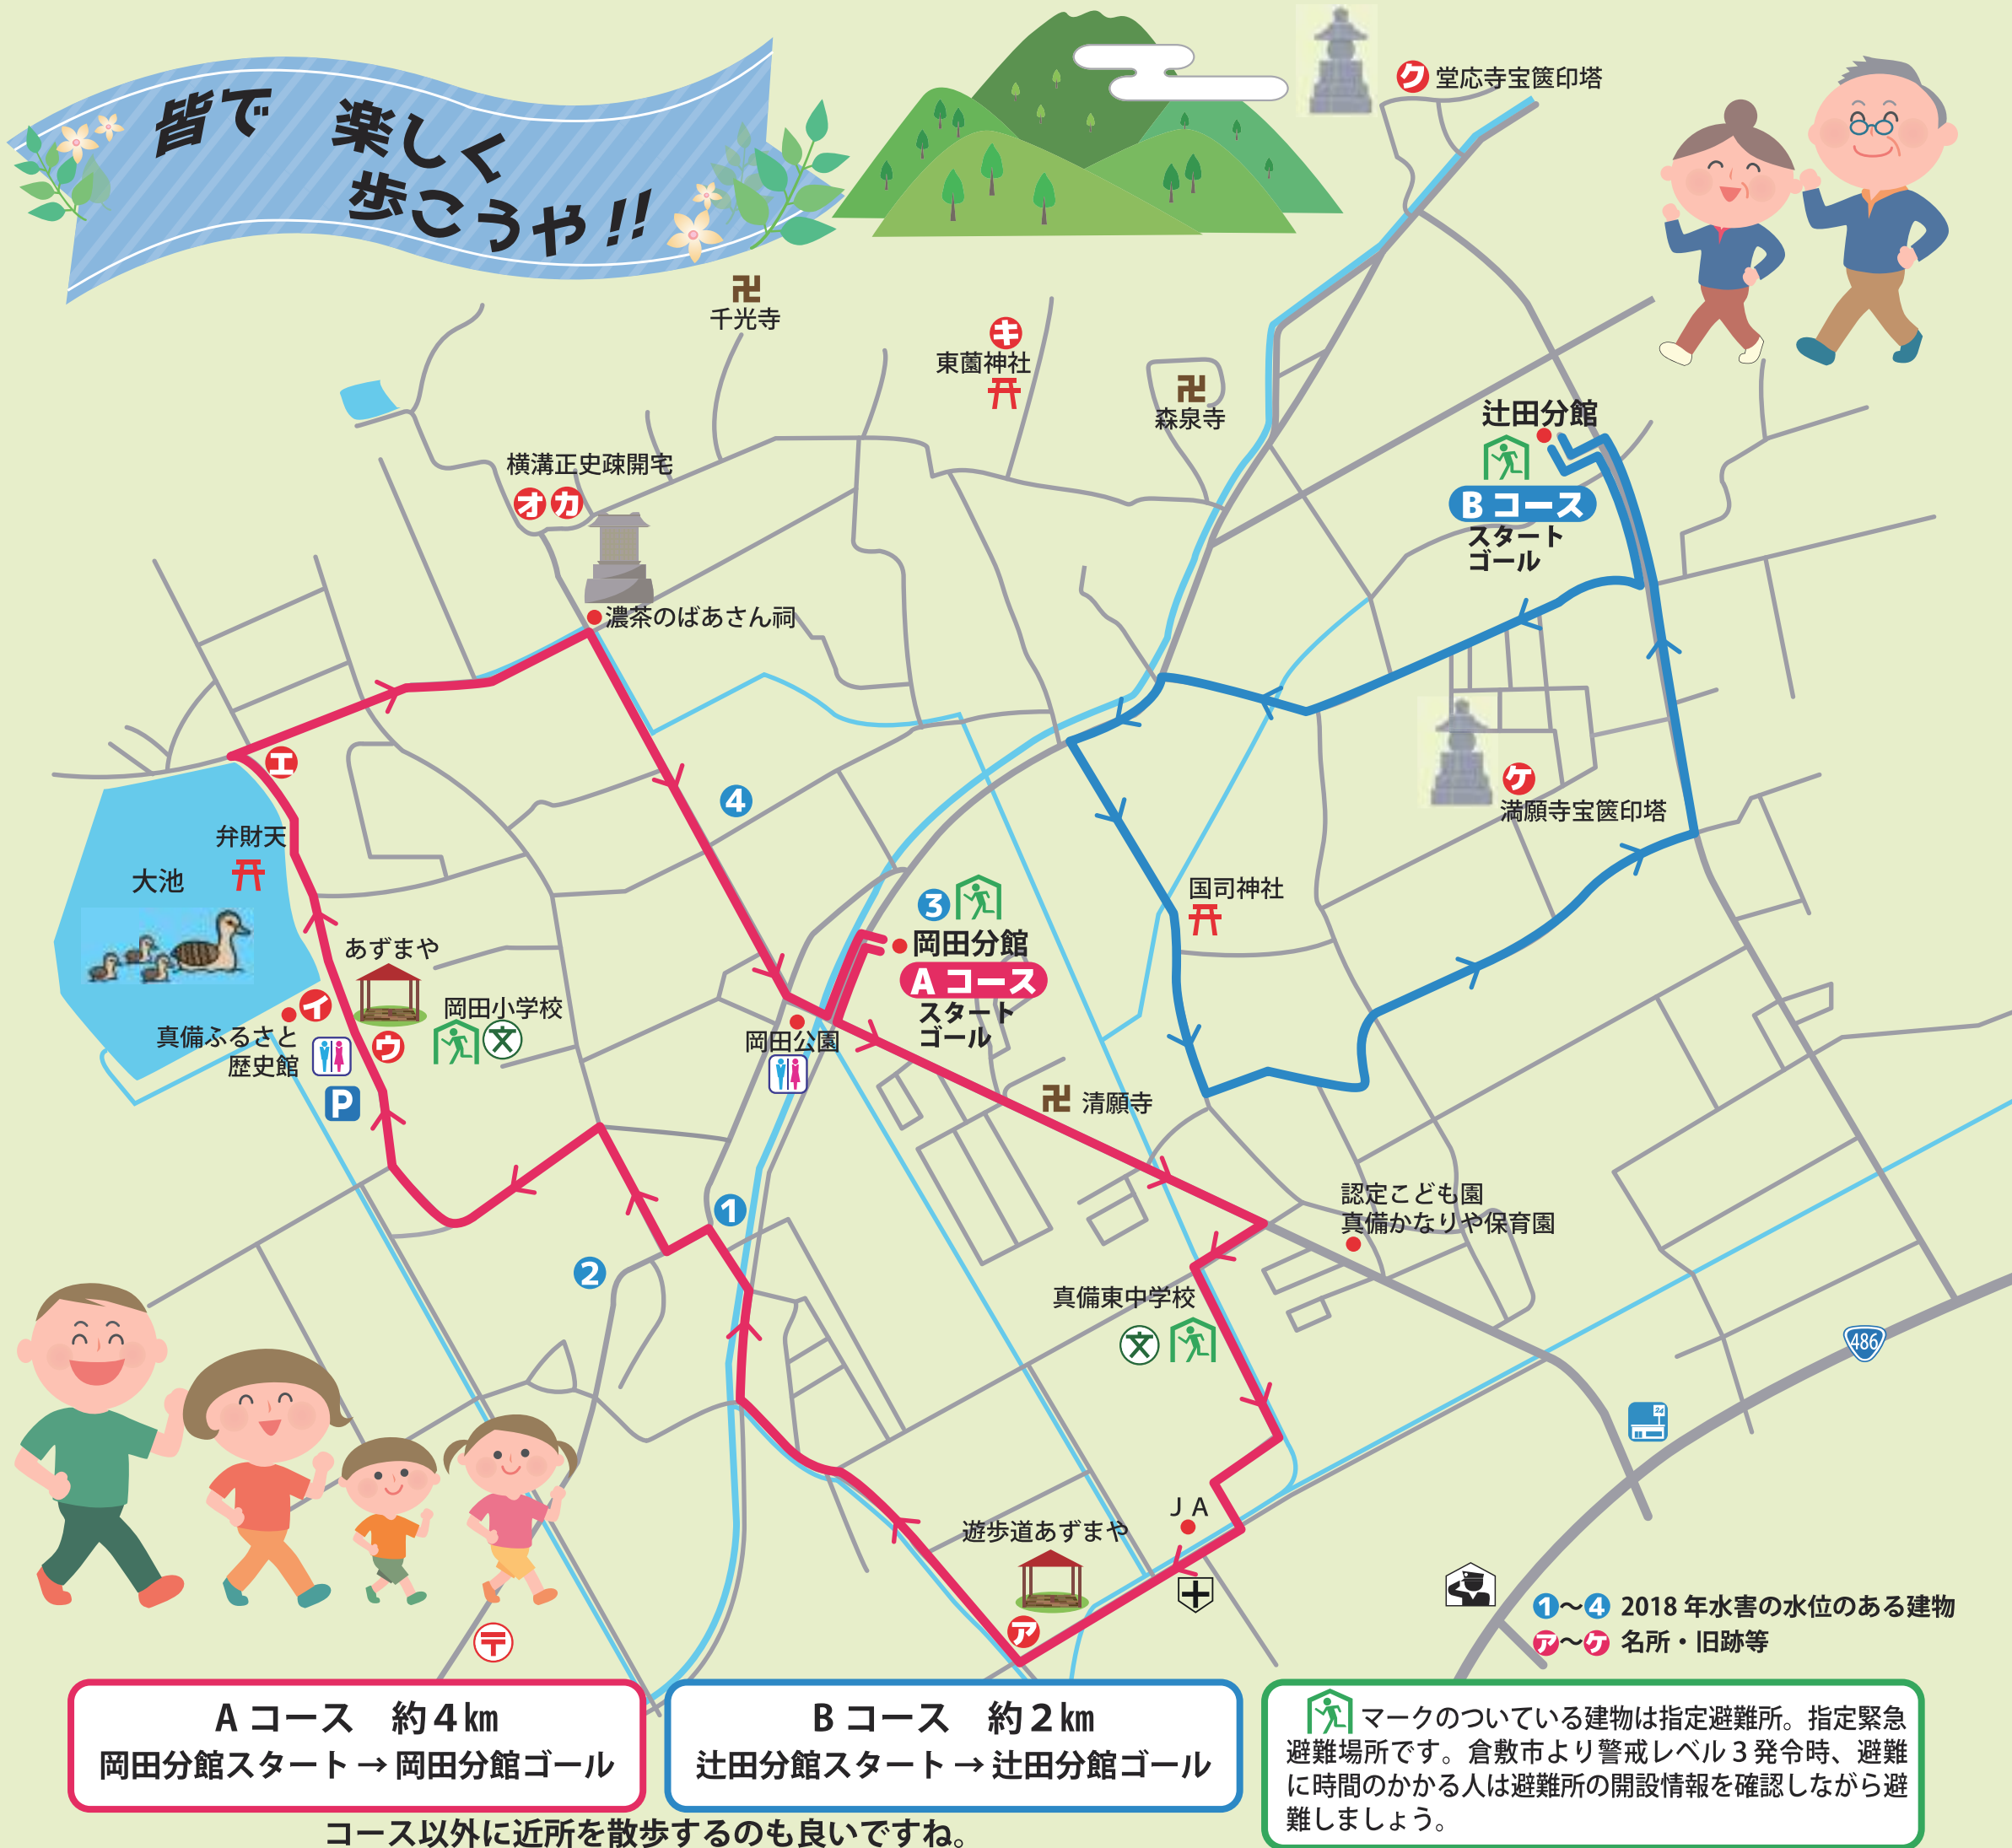 皆で 楽しく
歩こうや!!
ク 堂応寺宝篋印塔
千光寺
キ
東薗神社
森泉寺
辻田分館
B コース
スタート
ゴール
横溝正史疎開宅
オ カ
濃茶のばあさん祠
エ
4
ケ
満願寺宝篋印塔
弁財天
大池
国司神社
3
岡田分館
A コース
スタート
ゴール
あずまや
イ
岡田小学校
文
真備ふるさと
歴史館
ウ
P
岡田公園
清願寺
1
2
認定こども園
真備かなりや保育園
真備東中学校
文
486
24
JA
遊歩道あずまや
ア
〒
1～4 2018 年水害の水位のある建物
ア～ケ 名所・旧跡等
A コース 約 4 km
岡田分館スタート → 岡田分館ゴール
B コース 約 2 km
辻田分館スタート → 辻田分館ゴール
マークのついている建物は指定避難所。指定緊急
避難場所です。倉敷市より警戒レベル 3 発令時、避難
に時間のかかる人は避難所の開設情報を確認しながら避
難しましょう。
コース以外に近所を散歩するのも良いですね。